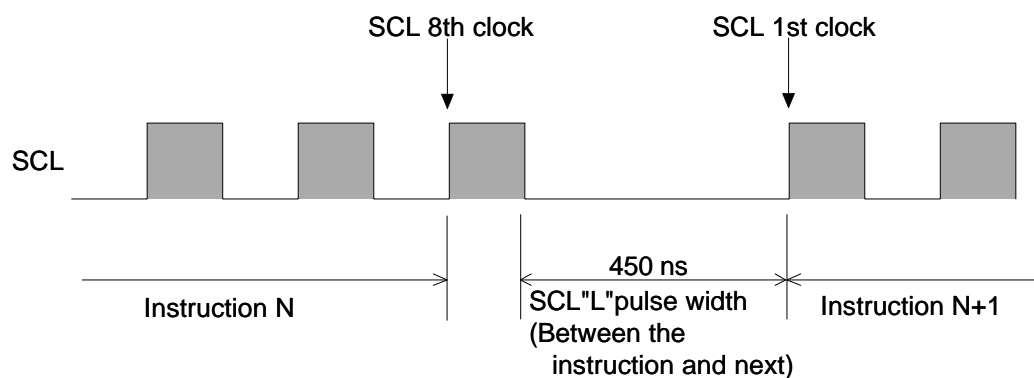 SCL 8th clock
SCL 1st clock
SCL
450 ns
Instruction N
SCL"L"pulse width
(Between the
instruction and next)
Instruction N+1